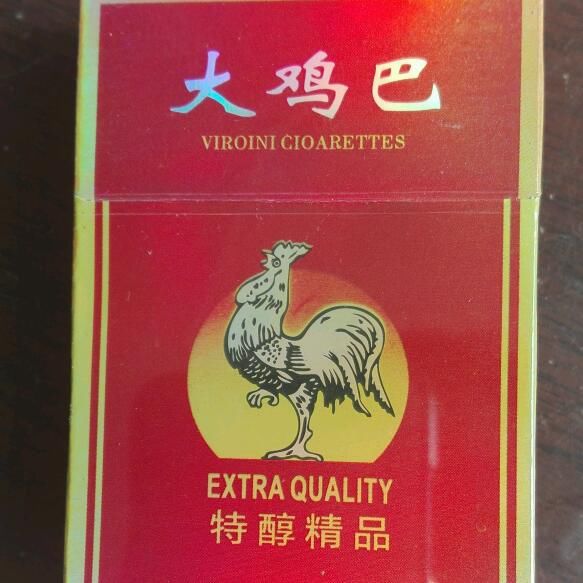 大鸡巴
VIROINI CIOARETTES
EXTRA QUALITY
特醇精品